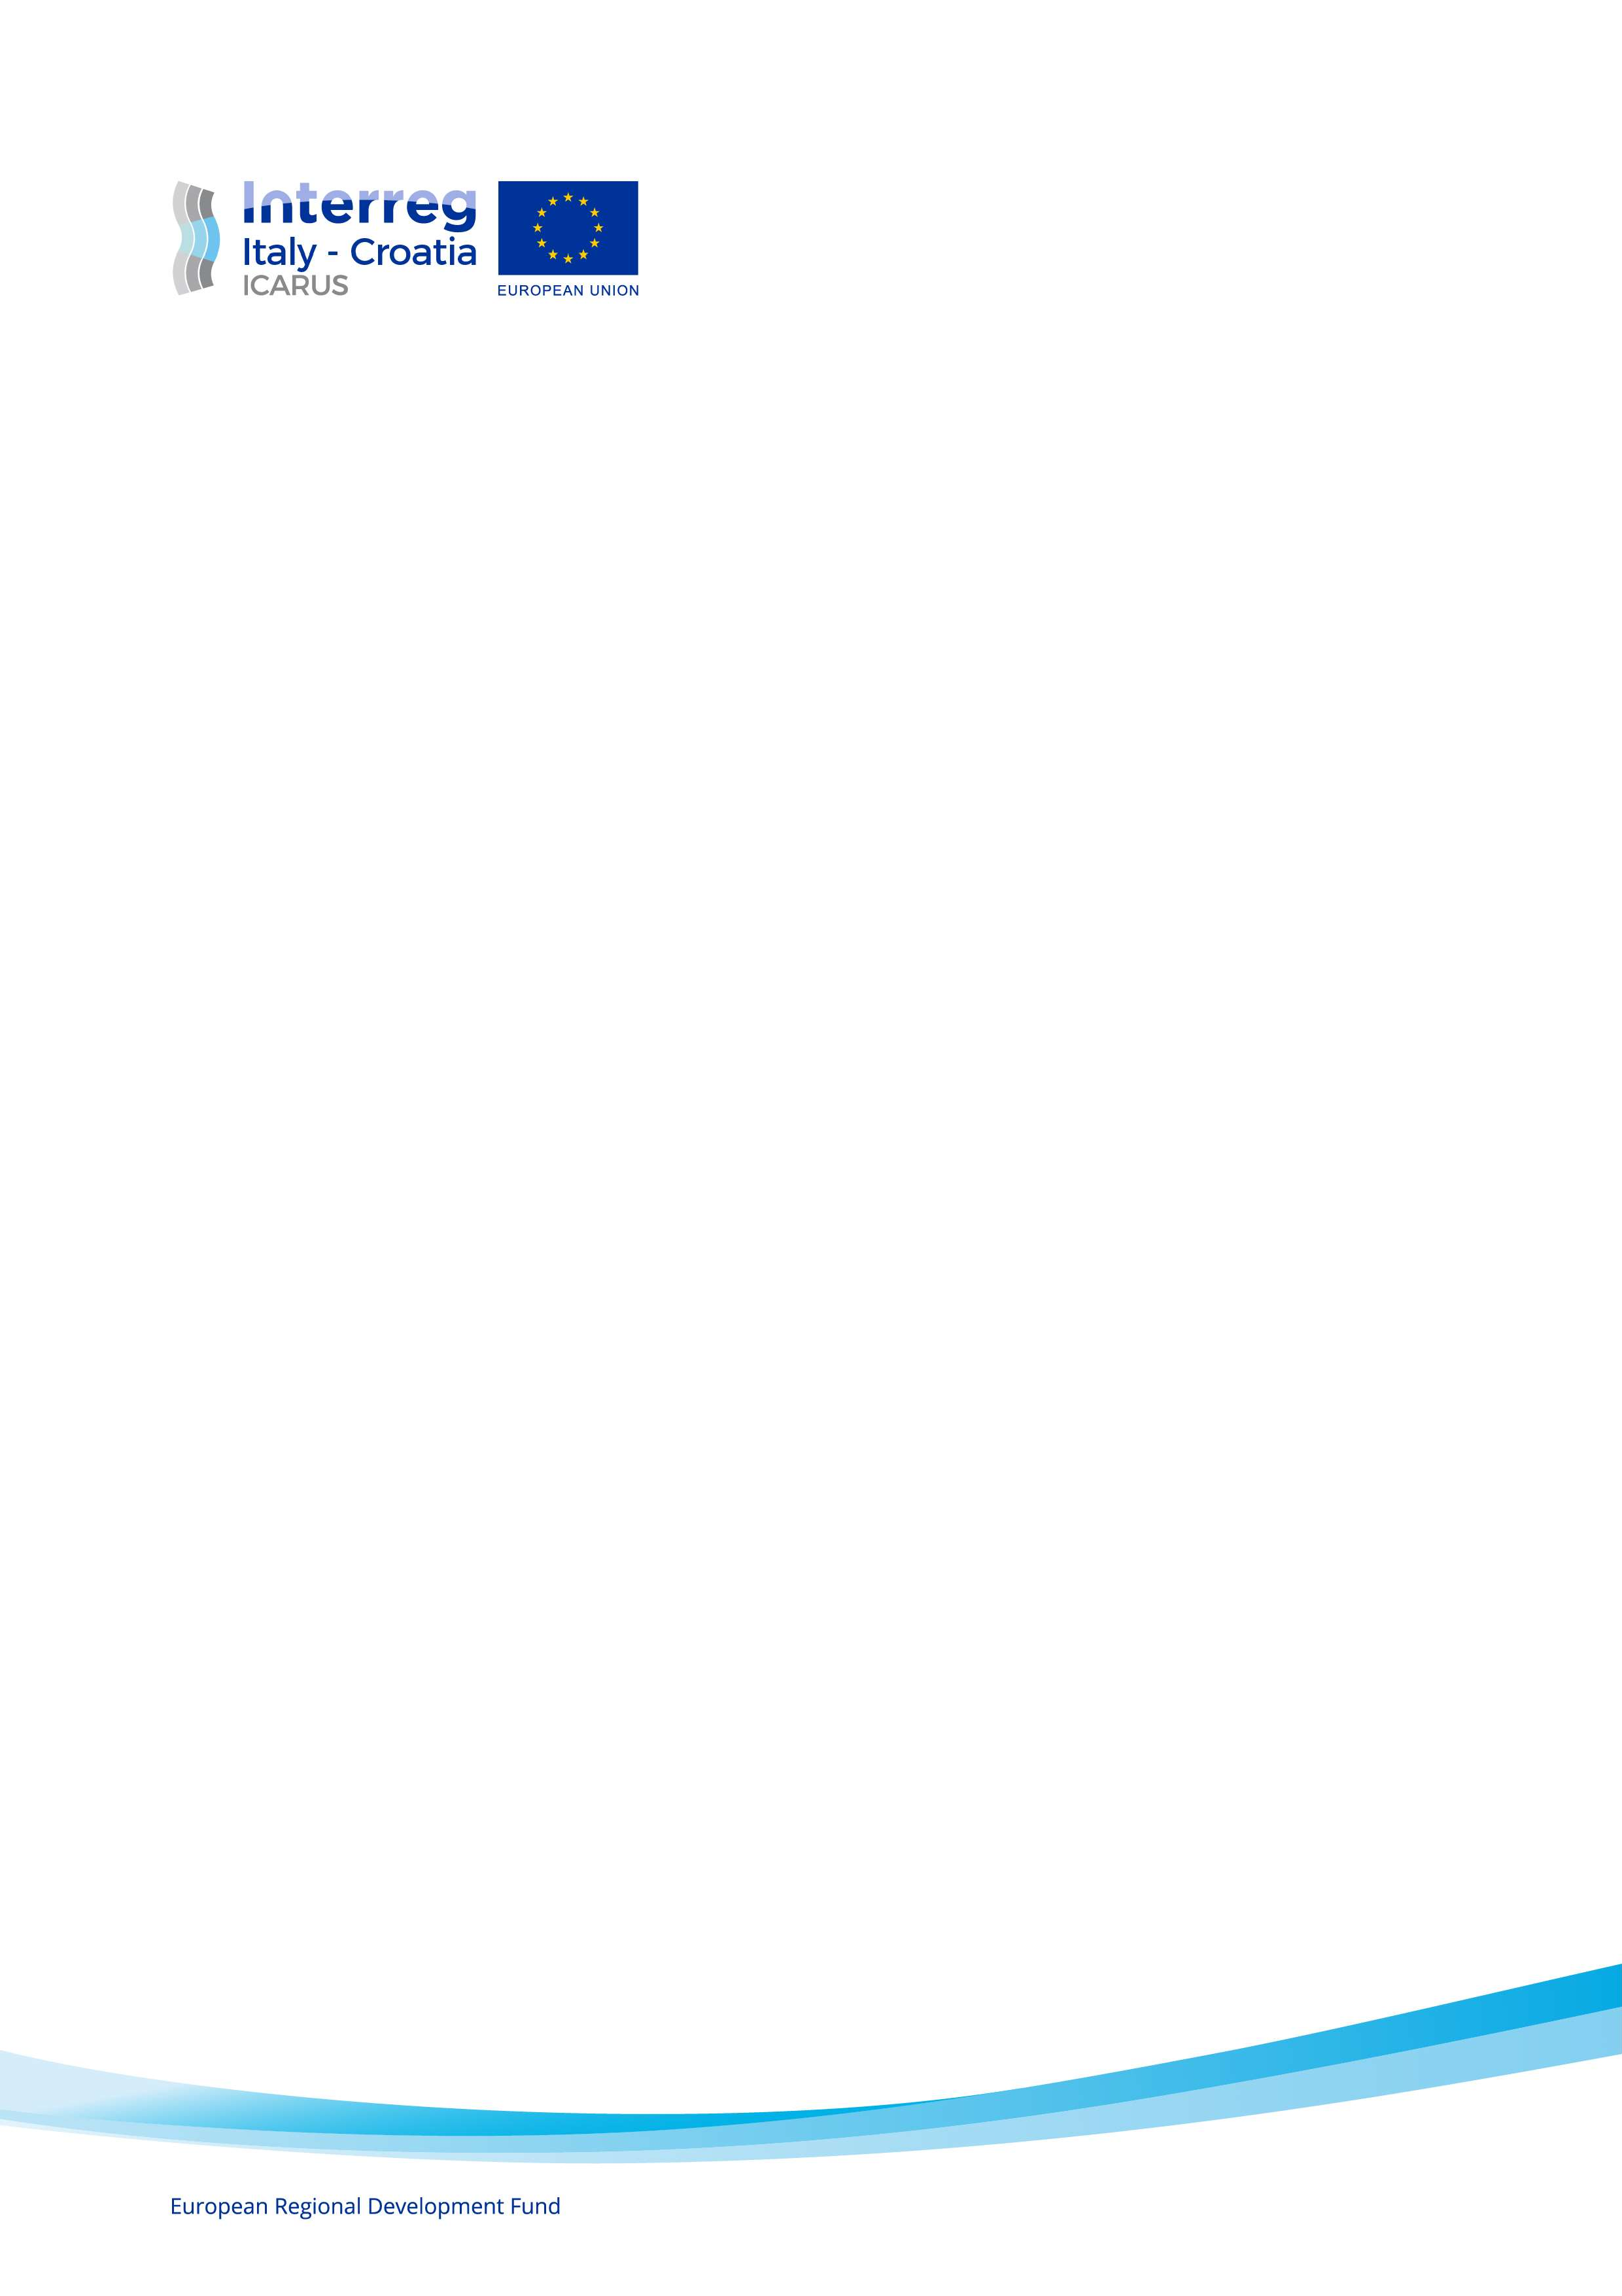 Interreg
Italy - Croatia
ICARUS
EUROPEAN UNION
European Regional Development Fund